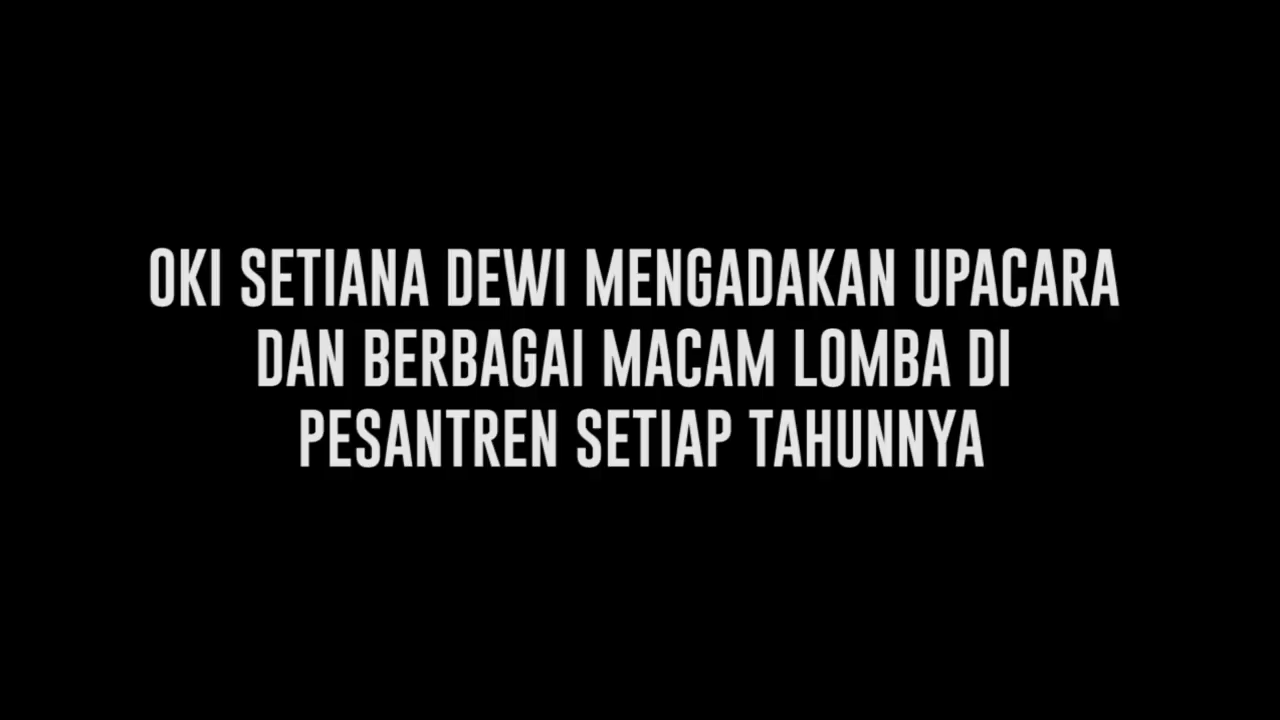 OKI SETIANA DEWI MENGADAKAN UPACARA
DAN BERBAGAI MACAM LOMBA DI
PESANTREN SETIAP TAHUNNYA